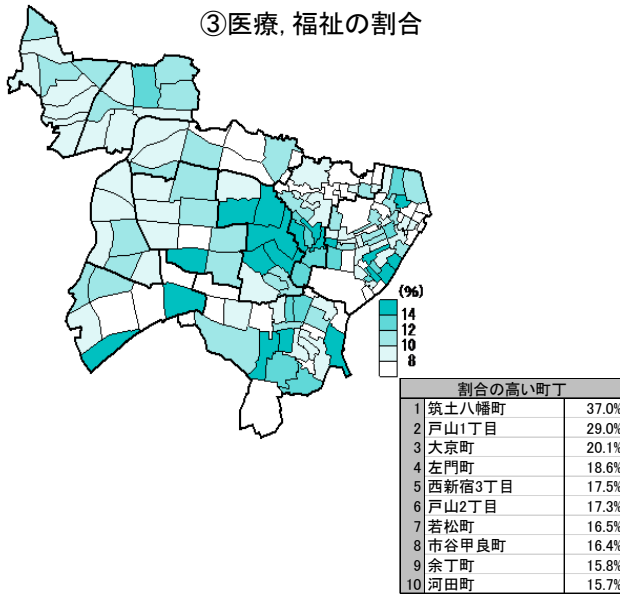 ③医療, 福祉の割合
(%)
14
12
10
8
割合の高い町丁
1 筑土八幡町 37.0%
2 戸山1丁目 29.0%
3 大京町 20.1%
4 左門町 18.6%
5 西新宿3丁目 17.5%
6 戸山2丁目 17.3%
7 若松町 16.5%
8 市谷甲良町 16.4%
9 余丁町 15.8%
10 河田町 15.7%